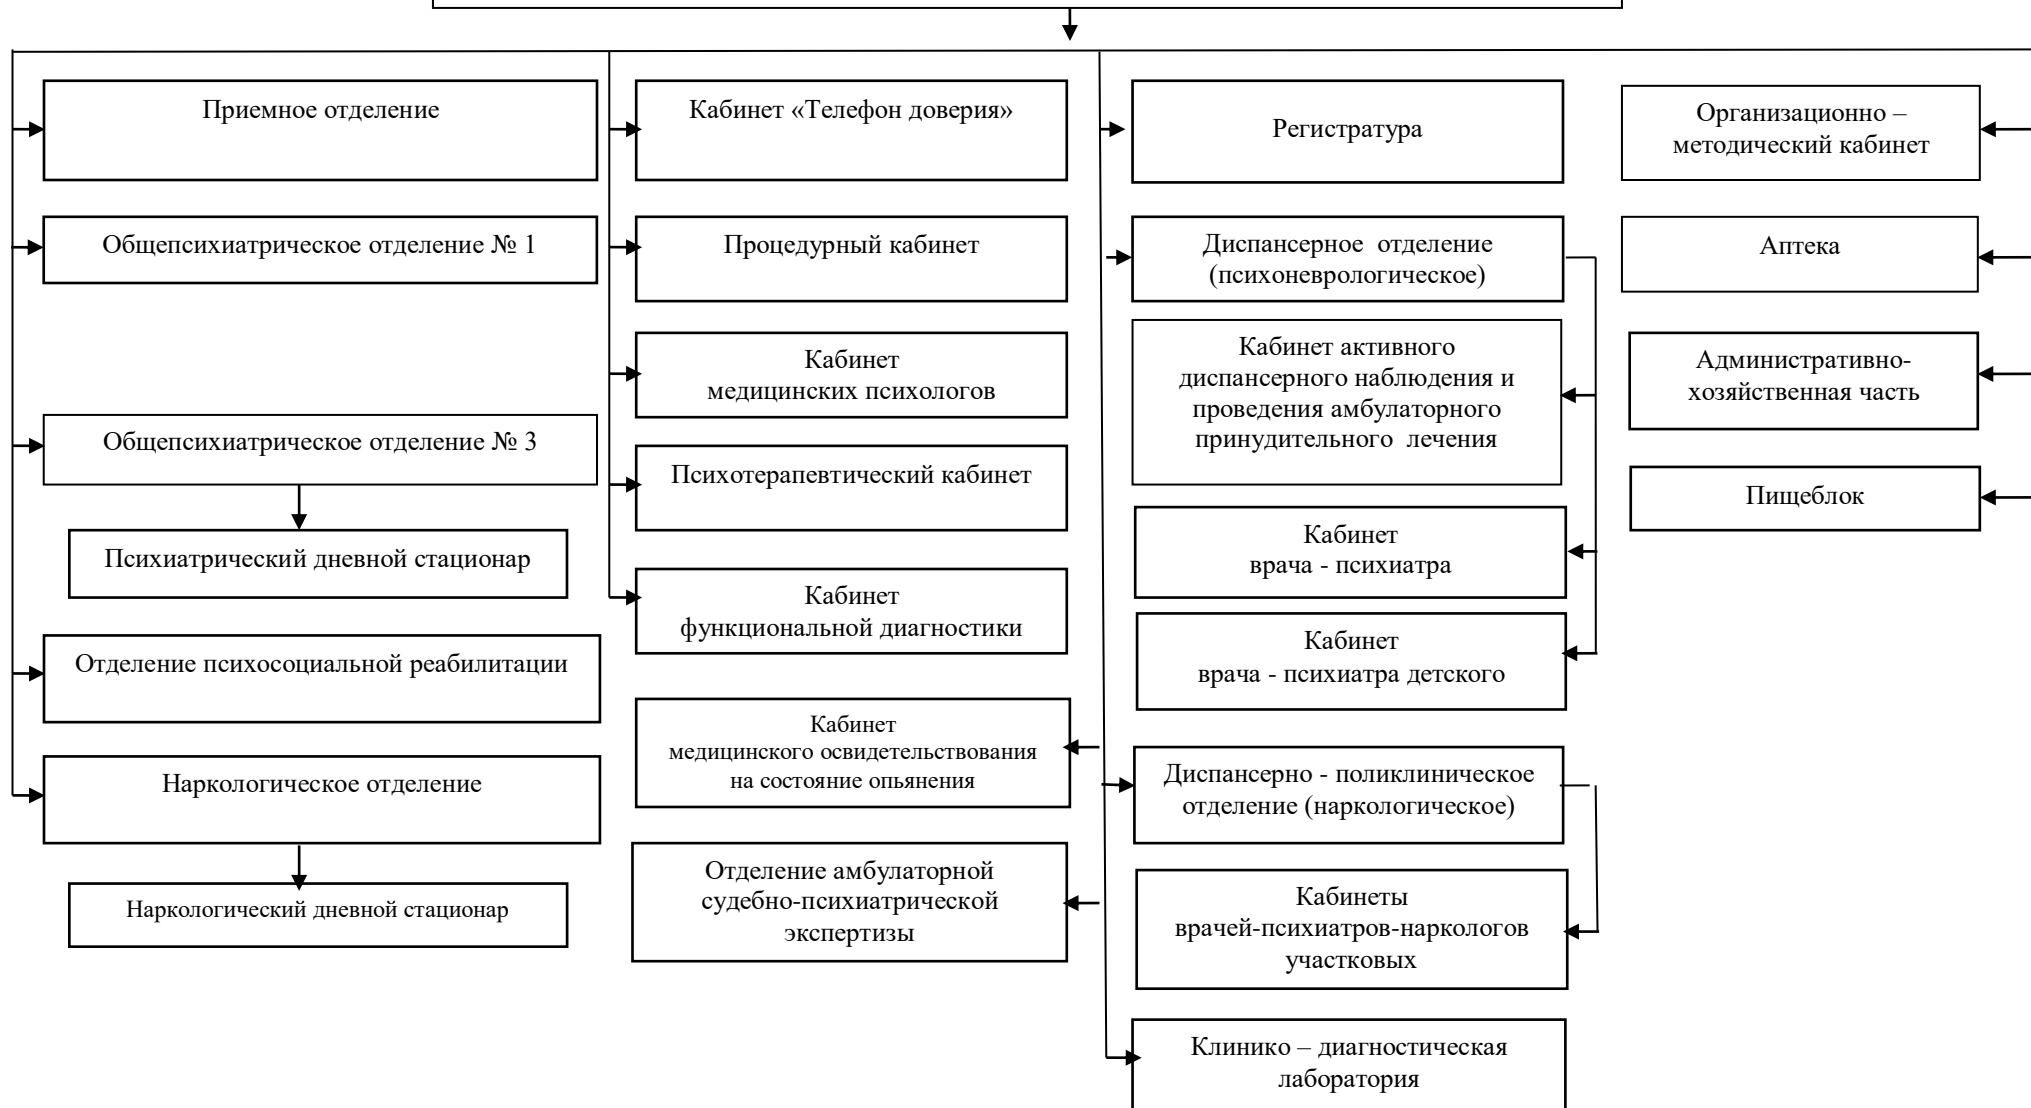 Приемное отделение
Общепсихиатрическое отделение № 1
Общепсихиатрическое отделение № 3
Психиатрический дневной стационар
Отделение психосоциальной реабилитации
Наркологическое отделение
Наркологический дневной стационар
Кабинет «Телефон доверия»
Процедурный кабинет
Кабинет
медицинских психологов
Психотерапевтический кабинет
Кабинет
функциональной диагностики
Кабинет
медицинского освидетельствования
на состояние опьянения
Отделение амбулаторной
судебно-психиатрической
экспертизы
Регистратура
Диспансерное отделение
(психоневрологическое)
Кабинет активного
диспансерного наблюдения и
проведения амбулаторного
принудительного лечения
Кабинет
врача - психиатра
Кабинет
врача - психиатра детского
Диспансерно - поликлиническое
отделение (наркологическое)
Кабинеты
врачей-психиатров-наркологов
участковых
Клинико – диагностическая
лаборатория
Организационно –
методический кабинет
Аптека
Административно-
хозяйственная часть
Пищеблок